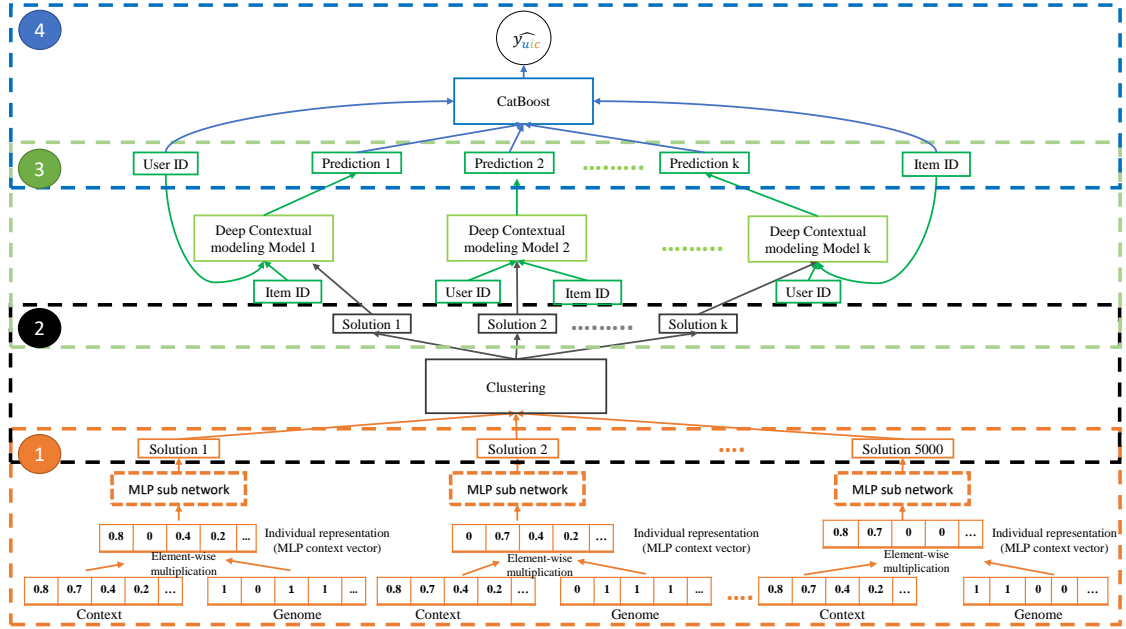 4
ŷuic
CatBoost
3
User ID
Prediction 1
Prediction 2
.........
Prediction k
Item ID
Deep Contextual
modeling Model 1
Deep Contextual
modeling Model 2
.........
Deep Contextual
modeling Model k
Item ID
User ID
Item ID
User ID
2
Solution 1
Solution 2
.........
Solution k
Clustering
1
Solution 1
Solution 2
....
Solution 5000
MLP sub network
MLP sub network
MLP sub network
0.8 0 0.4 0.2 ...
Individual representation
(MLP context vector)
0 0.7 0.4 0.2 ...
Individual representation
(MLP context vector)
0.8 0.7 0 0 ...
Individual representation
(MLP context vector)
Element-wise
multiplication
Element-wise
multiplication
Element-wise
multiplication
0.8 0.7 0.4 0.2 ...
1 0 1 1 ...
0.8 0.7 0.4 0.2 ...
0 1 1 1 ...
....
0.8 0.7 0.4 0.2 ...
1 1 0 0 ...
Context
Genome
Context
Genome
Context
Genome